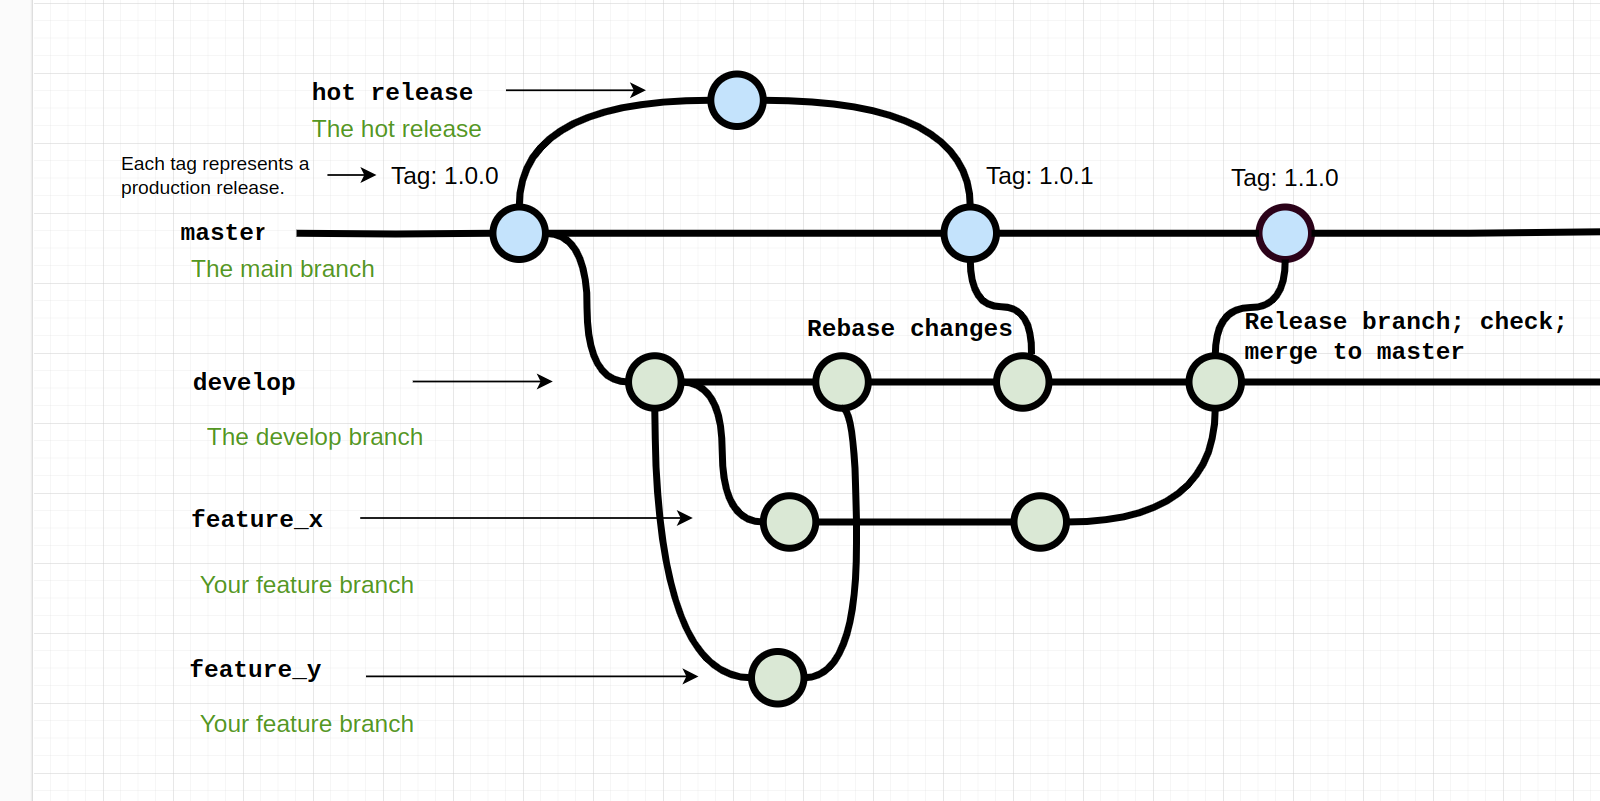 hot release
The hot release
Each tag represents a
production release.
Tag: 1.0.0
Tag: 1.0.1
Tag: 1.1.0
master
The main branch
Rebase changes
Release branch; check;
merge to master
develop
The develop branch
feature_x
Your feature branch
feature_y
Your feature branch